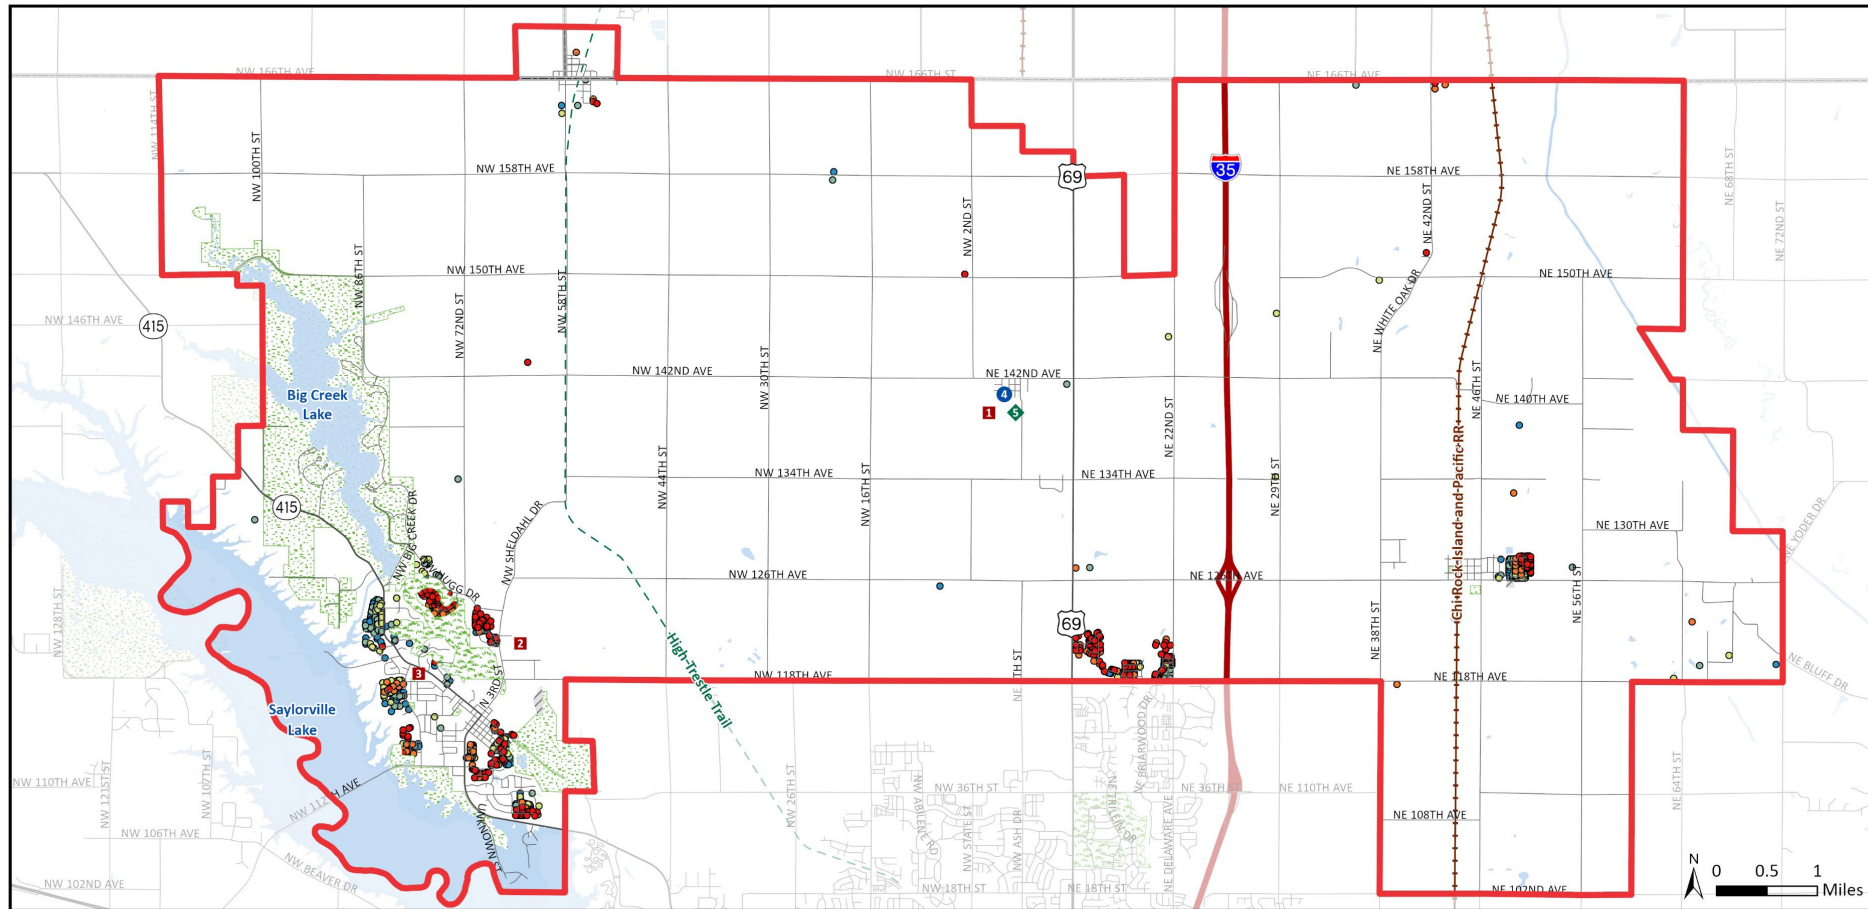 NW 166TH AVE
NW 166TH ST
NE 166TH AVE
NW 114TH ST
NW 100TH ST
NW 158TH AVE
69
35
NE 158TH AVE
NE 68TH ST
NE 72ND ST
NW 2ND ST
NE 42ND ST
NW 86TH ST
NW 150TH AVE
NE 150TH AVE
NW 146TH AVE
415
NW 72ND ST
NW 58TH ST
NE WHITE OAK DR
NW 30TH ST
NW 142ND AVE
NE 142ND AVE
NE 46TH ST
Big Creek
Lake
4
1
5
NE 140TH AVE
NE 22ND ST
Chi-Rock-Island-and-Pacific-RR
NW 44TH ST
NW 134TH AVE
NW 16TH ST
NE 134TH AVE
NE 29TH ST
415
NW BIG CREEK DR
NW SHELDAHL DR
NE 130TH AVE
NE YODER DR
NW HUGG DR
NW 126TH AVE
NE 126TH AVE
NE 56TH ST
NW 128TH ST
69
NE 38TH ST
2
High-Trestle-Trail
3
N 3RD ST
NW 118TH AVE
NE 118TH AVE
NE BLUFF DR
Saylorville
Lake
NE BRIARWOOD DR
NW 110TH AVE
NW 121ST ST
NW 107TH ST
NW 112TH AVE
NW 26TH ST
NW 36TH ST
NE 36TH ST
NE 110TH AVE
NE 64TH ST
NW 106TH AVE
NW STATE ST
NW ASH DR
NE DELAWARE AVE
NE 108TH AVE
UNKNOWN ST
NW BEAVER DR
NW 102ND AVE
NW 18TH ST
NE 18TH ST
NE 102ND AVE
N
0 0.5 1
Miles